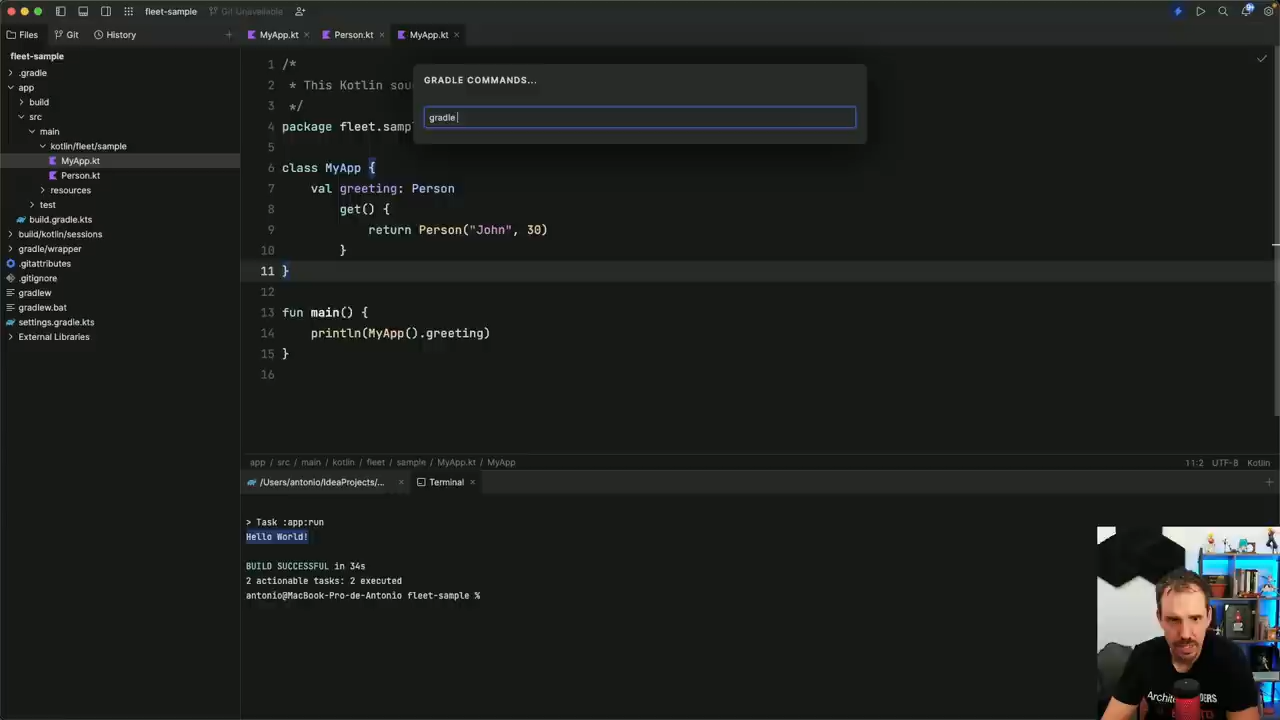 fleet-sample
Git Unavailable
9+
Files
Git
History
MyApp.kt
Person.kt
MyApp.kt
fleet-sample
.gradle
app
build
src
main
kotlin/fleet/sample
MyApp.kt
Person.kt
resources
test
build.gradle.kts
build/kotlin/sessions
gradle/wrapper
.gitattributes
.gitignore
gradlew
gradlew.bat
settings.gradle.kts
External Libraries
GRADLE COMMANDS...
gradle
1 /*
2 * This Kotlin sou
3 */
4 package fleet.samp
5
6 class MyApp {
7 val greeting: Person
8 get() {
9 return Person("John", 30)
10 }
11 }
12
13 fun main() {
14 println(MyApp().greeting)
15 }
16
app / src / main / kotlin / fleet / sample / MyApp.kt / MyApp
11:2 UTF-8 Kotlin
/Users/antonio/IdeaProjects/...
Terminal
> Task :app:run
Hello World!
BUILD SUCCESSFUL in 34s
2 actionable tasks: 2 executed
antonio@MacBook-Pro-de-Antonio fleet-sample %